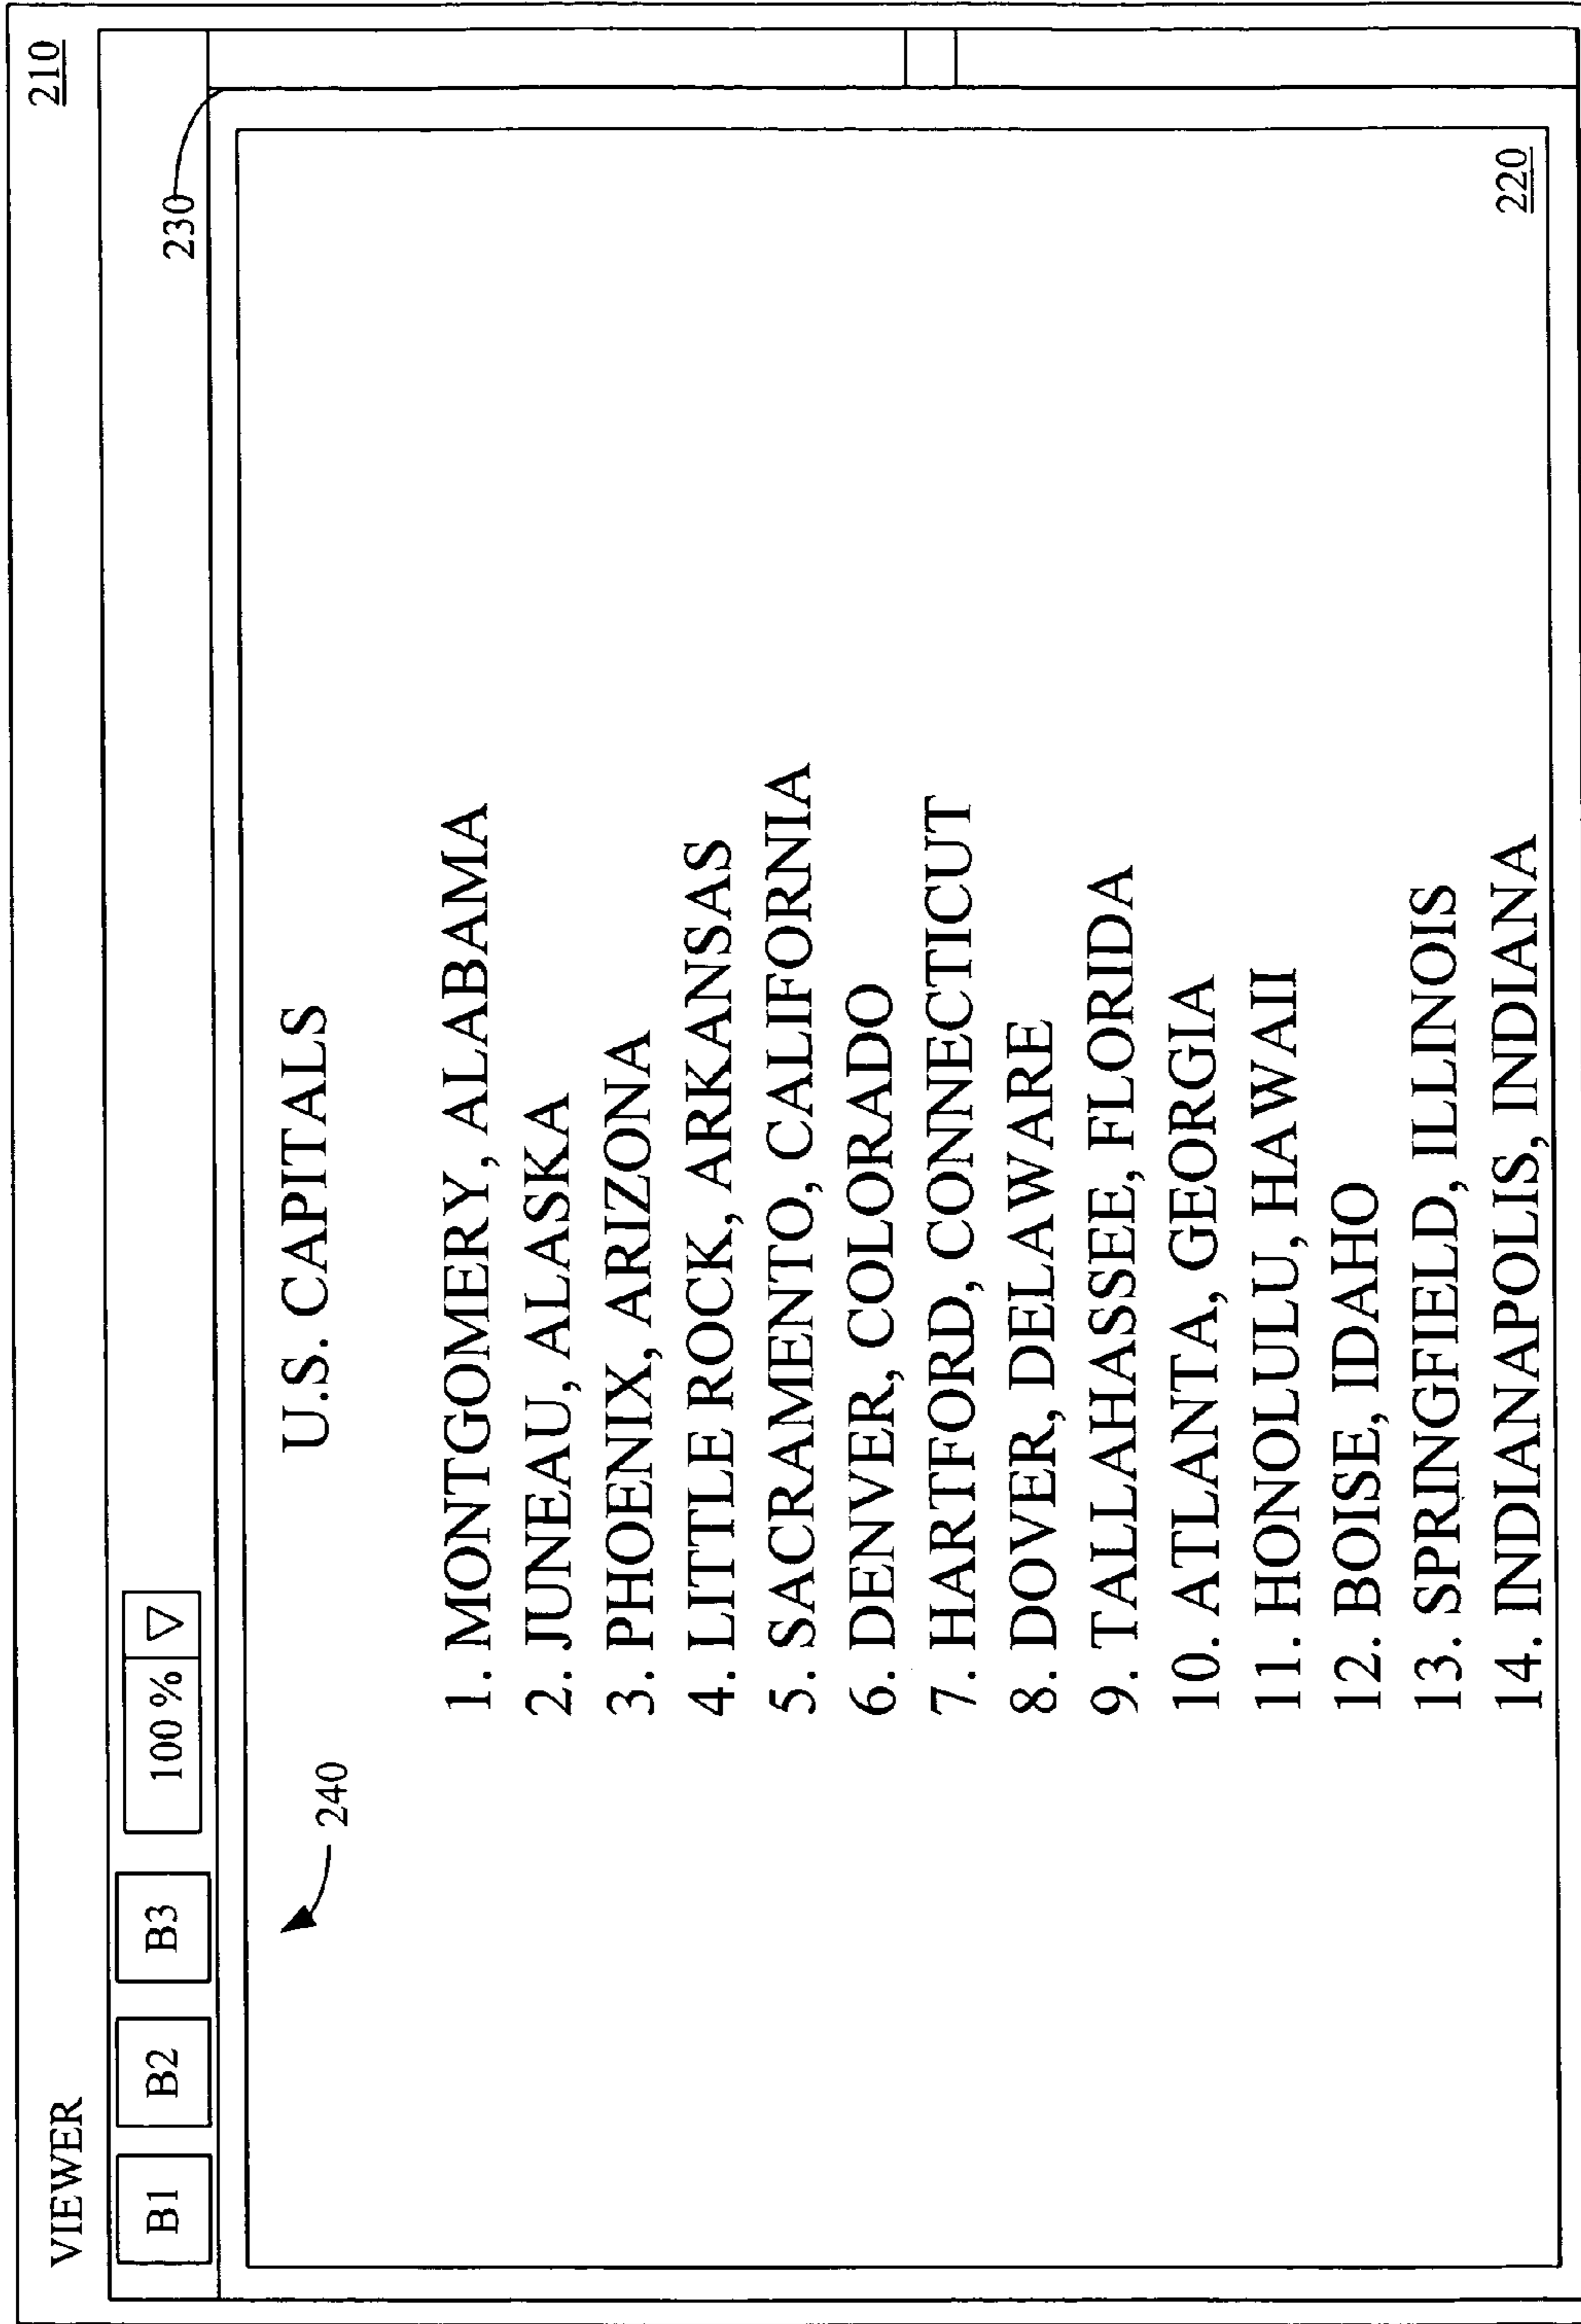 VIEWER
210
B1 B2 B3 100 %
230
240
U.S. CAPITALS
1. MONTGOMERY, ALABAMA
2. JUNEAU, ALASKA
3. PHOENIX, ARIZONA
4. LITTLE ROCK, ARKANSAS
5. SACRAMENTO, CALIFORNIA
6. DENVER, COLORADO
7. HARTFORD, CONNECTICUT
8. DOVER, DELAWARE
9. TALLAHASSEE, FLORIDA
10. ATLANTA, GEORGIA
11. HONOLULU, HAWAII
12. BOISE, IDAHO
13. SPRINGFIELD, ILLINOIS
14. INDIANAPOLIS, INDIANA
220